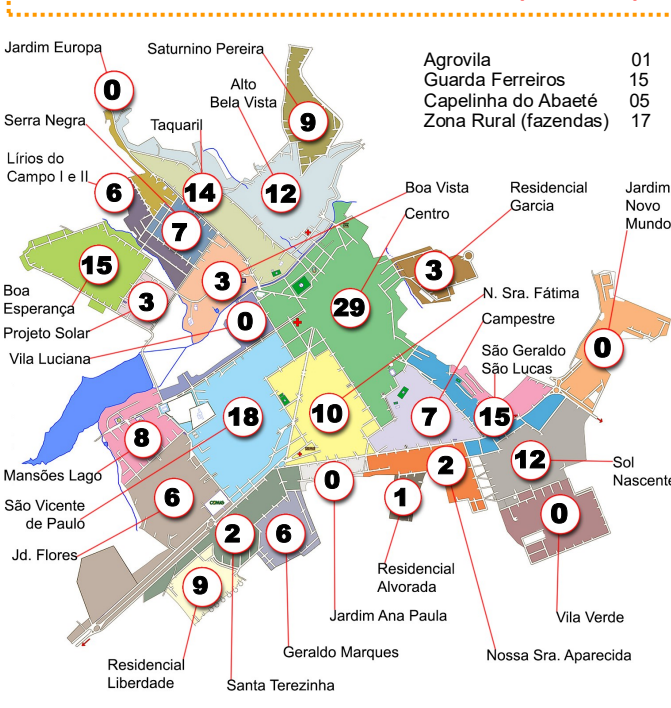 Jardim Europa
Saturnino Pereira
Agrovila 01
Guarda Ferreiros 15
Capelinha do Abaeté 05
Zona Rural (fazendas) 17
Alto
Bela Vista
0
9
Serra Negra
Taquaril
Lírios do
Campo I e II
6
14
12
7
Boa Vista
Centro
Residencial
Garcia
Jardim
Novo
Mundo
15
3
3
3
29
0
0
Boa
Esperança
Projeto Solar
Vila Luciana
N. Sra. Fátima
Campestre
São Geraldo
São Lucas
18
10
7
15
8
12
2
Mansões Lago
São Vicente
de Paulo
Jd. Flores
6
0
1
0
Sol
Nascente
2
6
9
Residencial
Alvorada
Jardim Ana Paula
Vila Verde
Geraldo Marques
Nossa Sra. Aparecida
Residencial
Liberdade
Santa Terezinha